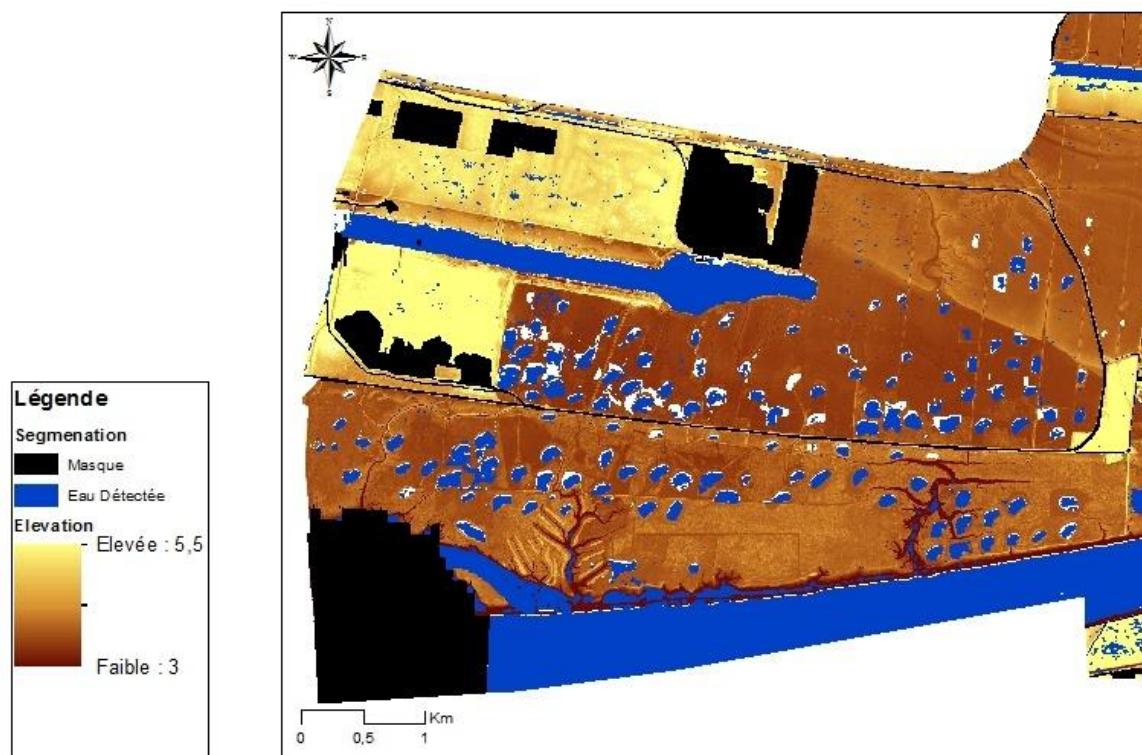 N
W
E
S
Légende
Segmenation
Masque
Eau Détectée
Elevation
Elevée : 5,5
Faible : 3
Km
0 0,5 1